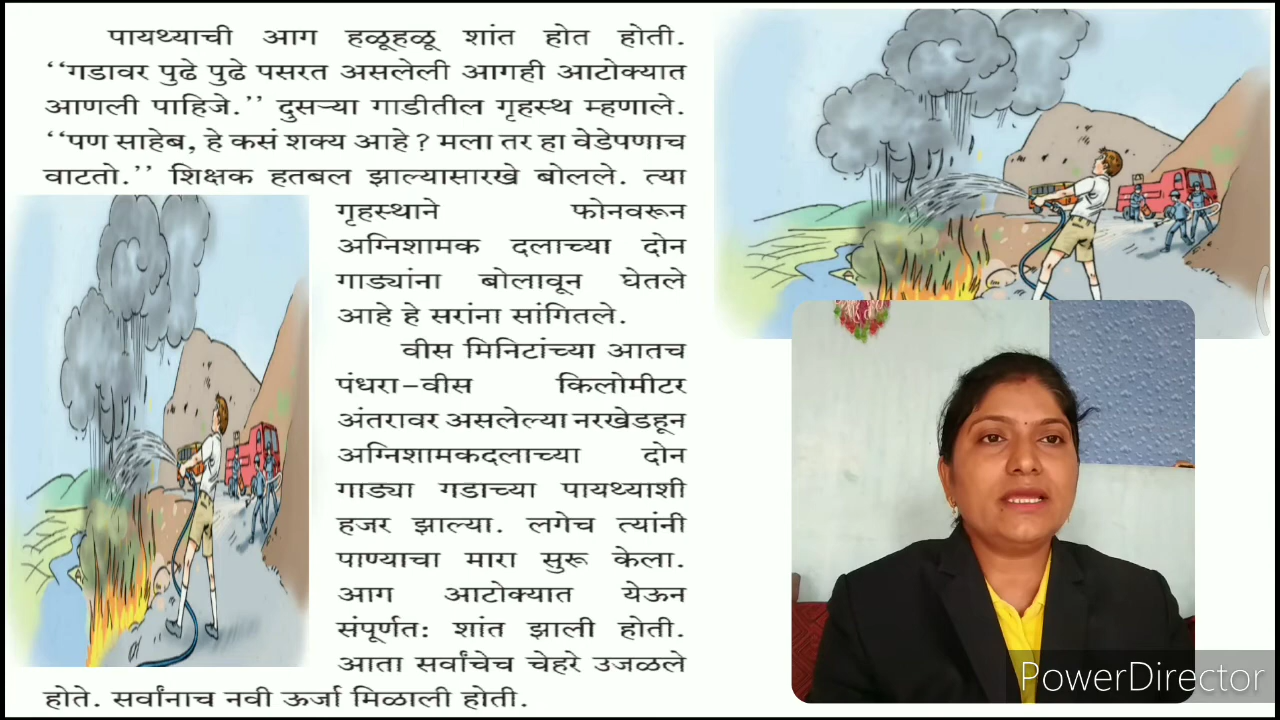 पायथ्याची आग हळूहळू शांत होत होती.
‘‘गडावर पुढे पुढे पसरत असलेली आगही आटोक्यात
आणली पाहिजे.’’ दुसऱ्या गाडीतील गृहस्थ म्हणाले.
‘‘पण साहेब, हे कसं शक्य आहे ? मला तर हा वेडेपणाच
वाटतो.’’ शिक्षक हतबल झाल्यासारखे बोलले. त्या
गृहस्थाने फोनवरून
अग्निशामक दलाच्या दोन
गाड्यांना बोलावून घेतले
आहे हे सरांना सांगितले.
वीस मिनिटांच्या आतच
पंधरा-वीस किलोमीटर
अंतरावर असलेल्या नरखेडहून
अग्निशामकदलाच्या दोन
गाड्या गडाच्या पायथ्याशी
हजर झाल्या. लगेच त्यांनी
पाण्याचा मारा सुरू केला.
आग आटोक्यात येऊन
संपूर्णत: शांत झाली होती.
आता सर्वांचेच चेहरे उजळले
होते. सर्वांनाच नवी ऊर्जा मिळाली होती.
PowerDirector